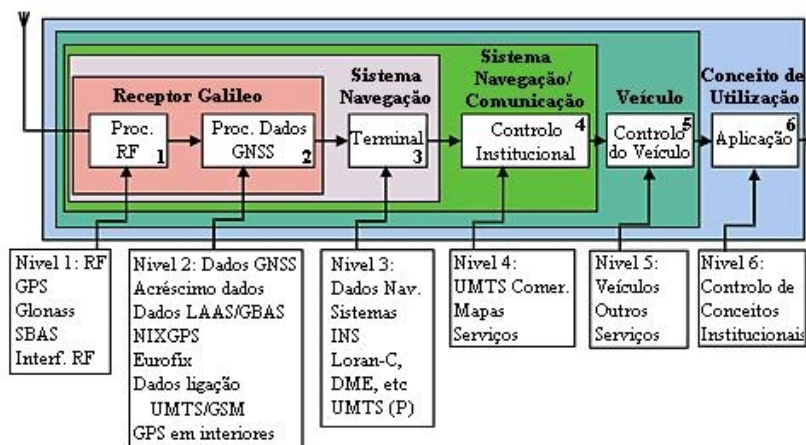 Receptor Galileo
Sistema
Navegação
Sistema
Navegação/
Comunicação
Veículo
Conceito de
Utilização
Proc.
RF
1
Proc. Dados
GNSS
2
Terminal
3
Controlo
Institucional
4
Controlo
do Veículo
5
Aplicação
6
Nivel 1: RF
GPS
Glonass
SBAS
Interf. RF
Nivel 2: Dados GNSS
Acréscimo dados
Dados LAAS/GBAS
NIXGPS
Eurofix
Dados ligação
UMTS/GSM
GPS em interiores
Nivel 3:
Dados Nav.
Sistemas
INS
Loran-C,
DME, etc
UMTS (P)
Nivel 4:
UMTS Comer.
Mapas
Serviços
Nivel 5:
Veículos
Outros
Serviços
Nivel 6:
Controlo de
Conceitos
Institucionais